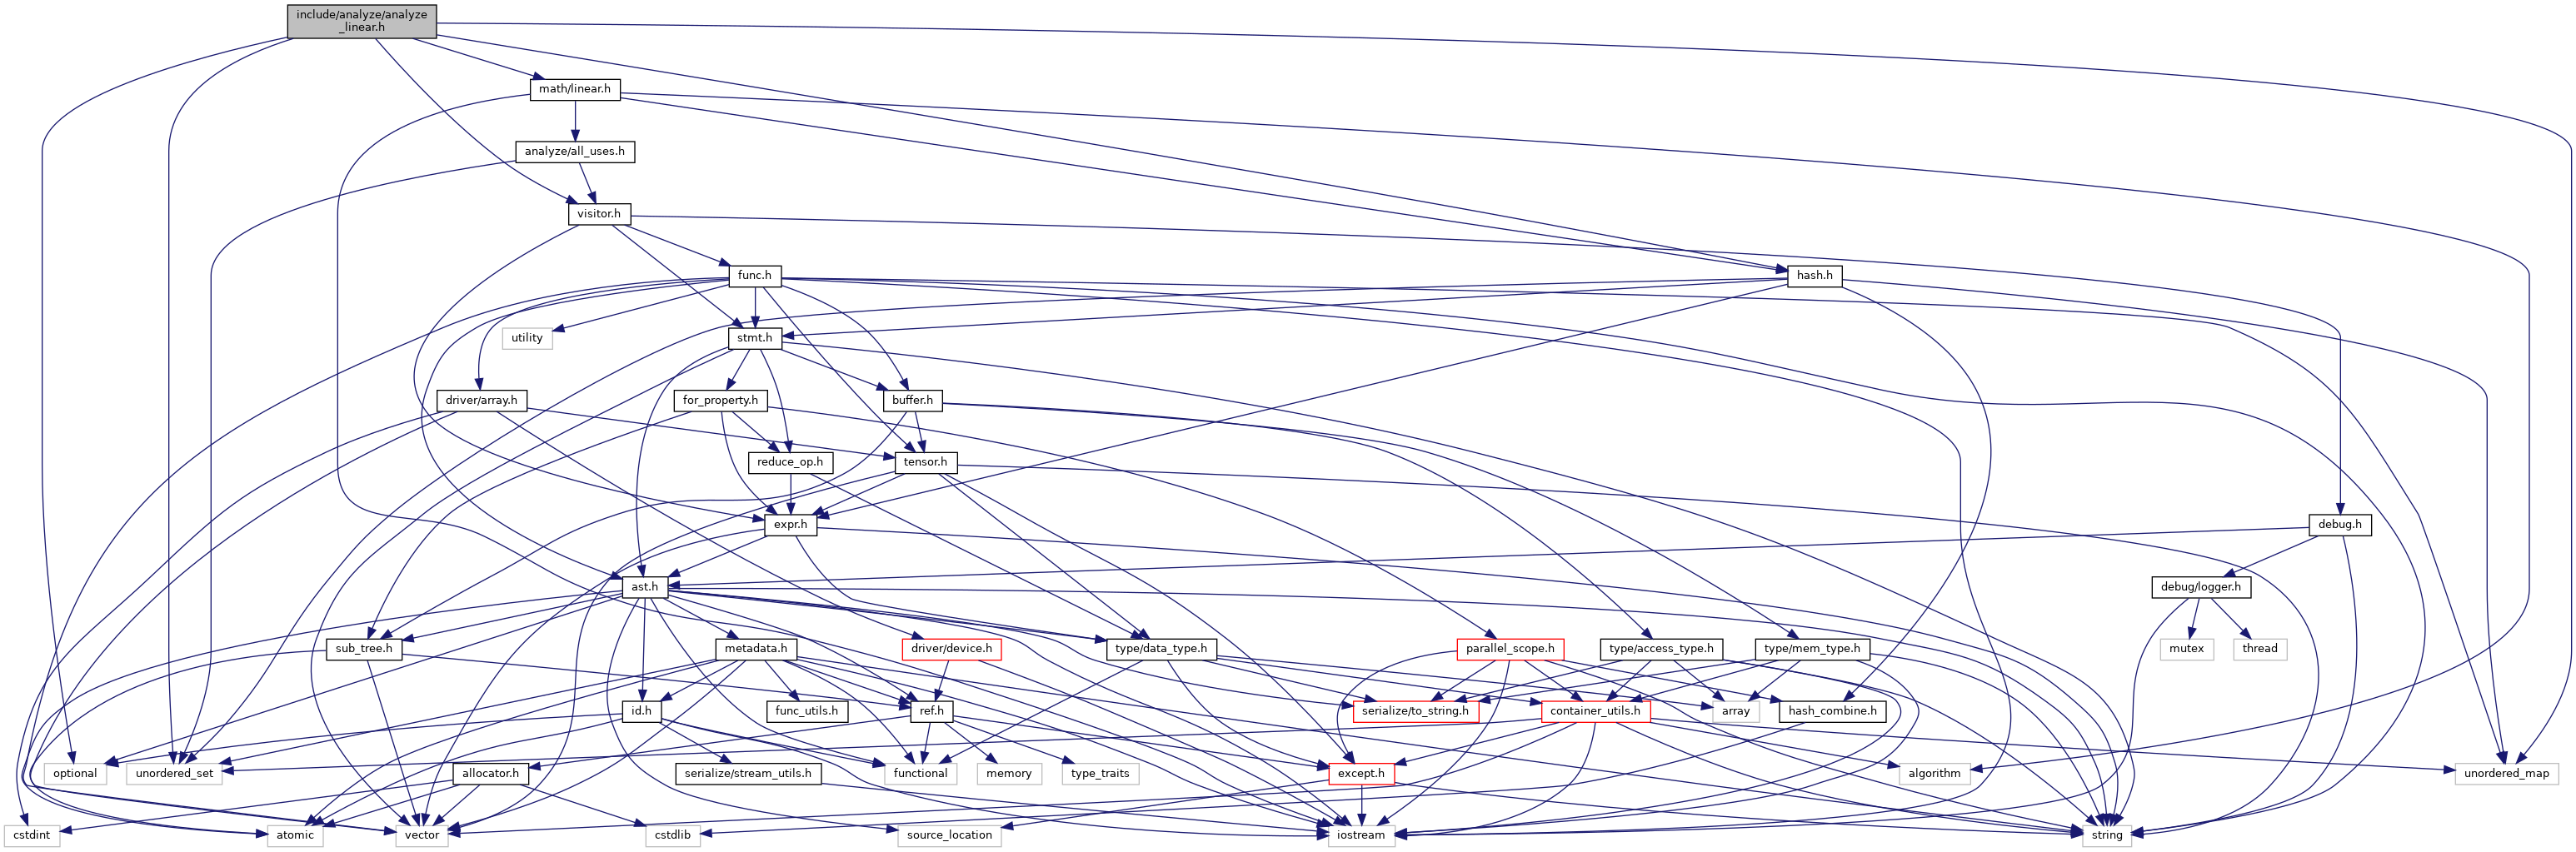 include/analyze/analyze
_linear.h
math/linear.h
analyze/all_uses.h
visitor.h
func.h
hash.h
utility
stmt.h
driver/array.h
for_property.h
buffer.h
reduce_op.h
tensor.h
expr.h
debug.h
ast.h
debug/logger.h
sub_tree.h
metadata.h
driver/device.h
type/data_type.h
parallel_scope.h
type/access_type.h
type/mem_type.h
mutex
thread
id.h
func_utils.h
ref.h
serialize/to_string.h
container_utils.h
array
hash_combine.h
optional
unordered_set
allocator.h
serialize/stream_utils.h
functional
memory
type_traits
except.h
algorithm
unordered_map
cstdint
atomic
vector
cstdlib
source_location
iostream
string